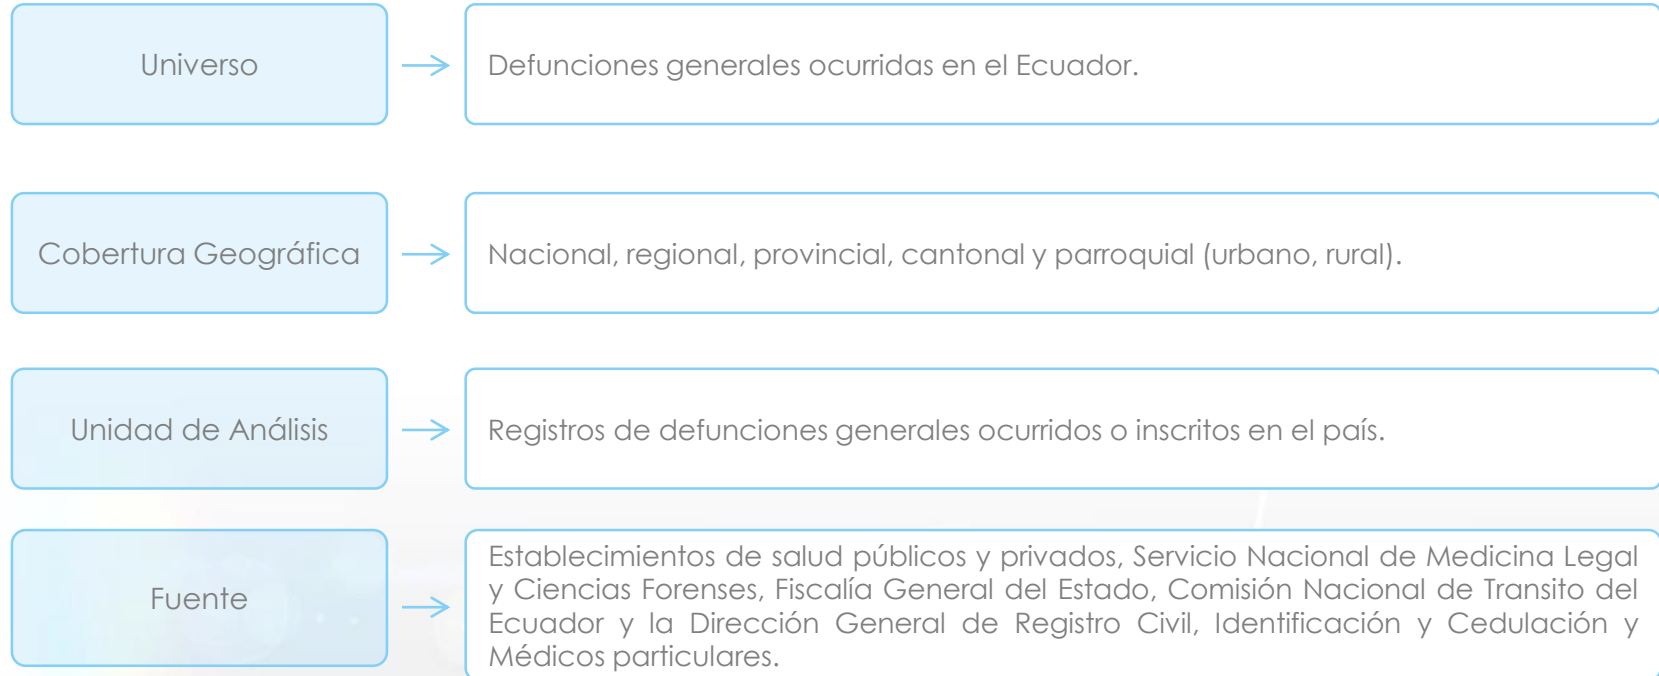 Universo
Defunciones generales ocurridas en el Ecuador.
Cobertura Geográfica
Nacional, regional, provincial, cantonal y parroquial (urbano, rural).
Unidad de Análisis
Registros de defunciones generales ocurridos o inscritos en el país.
Fuente
Establecimientos de salud públicos y privados, Servicio Nacional de Medicina Legal
y Ciencias Forenses, Fiscalía General del Estado, Comisión Nacional de Transito del
Ecuador y la Dirección General de Registro Civil, Identificación y Cedulación y
Médicos particulares.